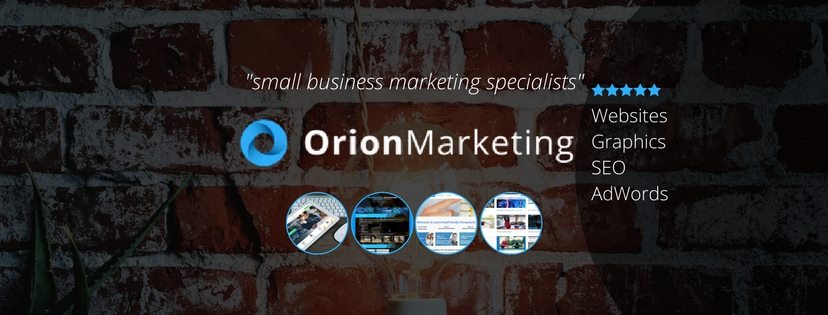 "small business marketing specialists"
OrionMarketing
Websites
Graphics
SEO
AdWords